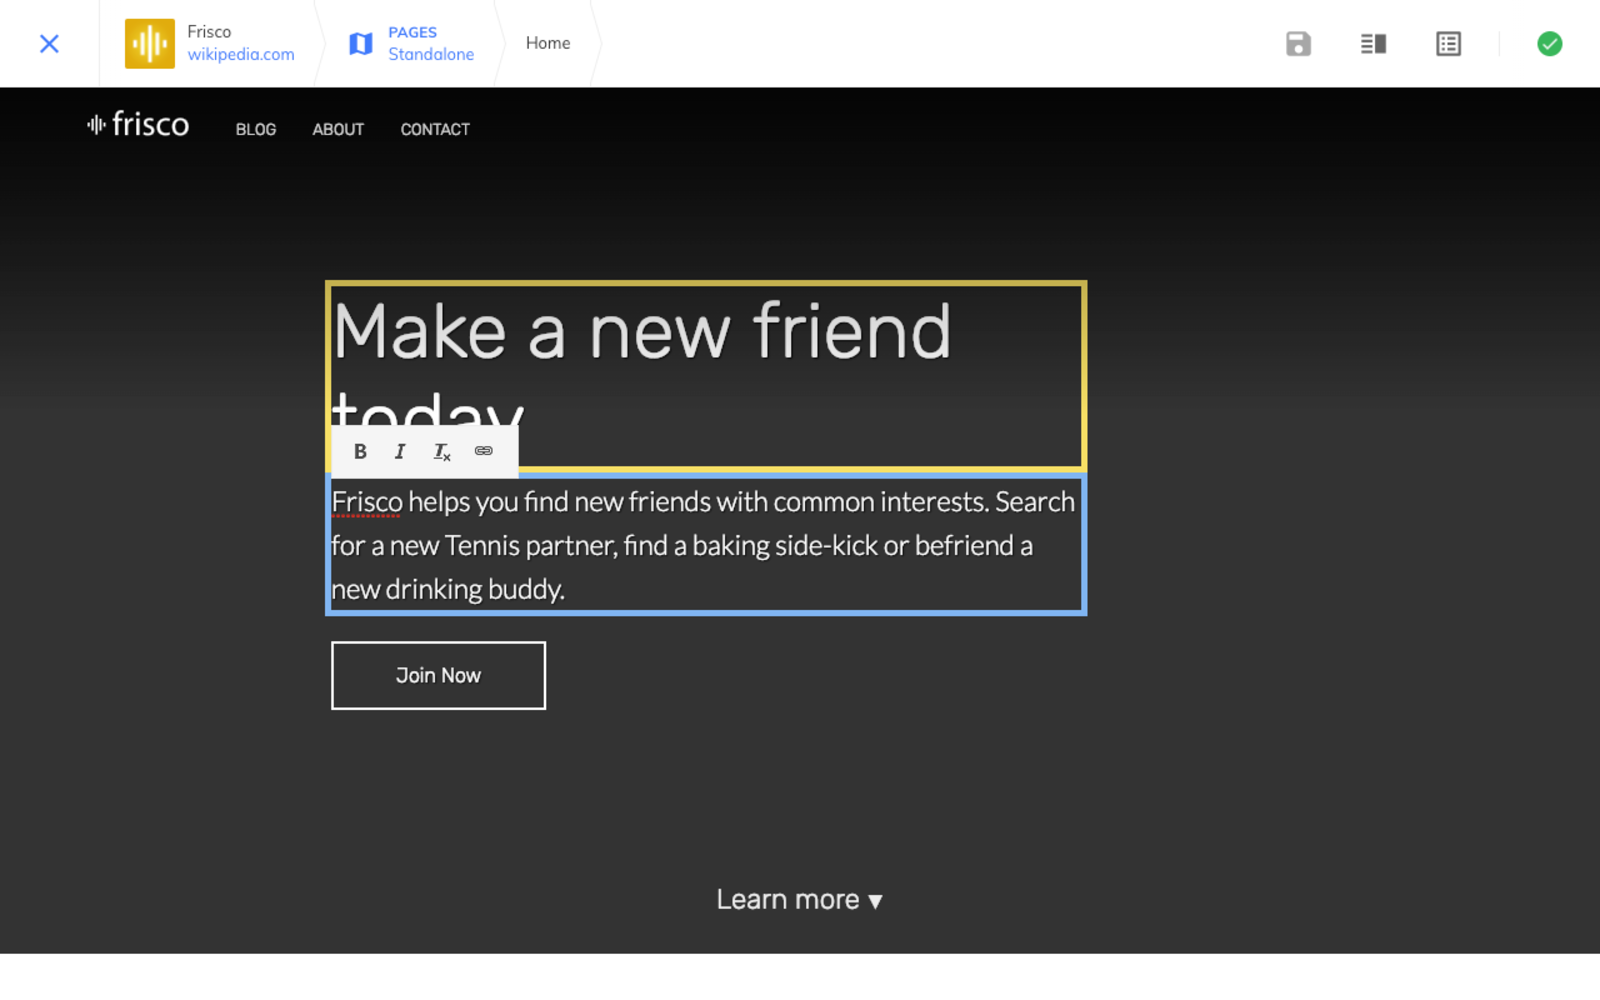 Frisco
wikipedia.com
PAGES
Standalone
Home
frisco
BLOG
ABOUT
CONTACT
Make a new friend
today
B I Tx
Frisco helps you find new friends with common interests. Search
for a new Tennis partner, find a baking side-kick or befriend a
new drinking buddy.
Join Now
Learn more ▾